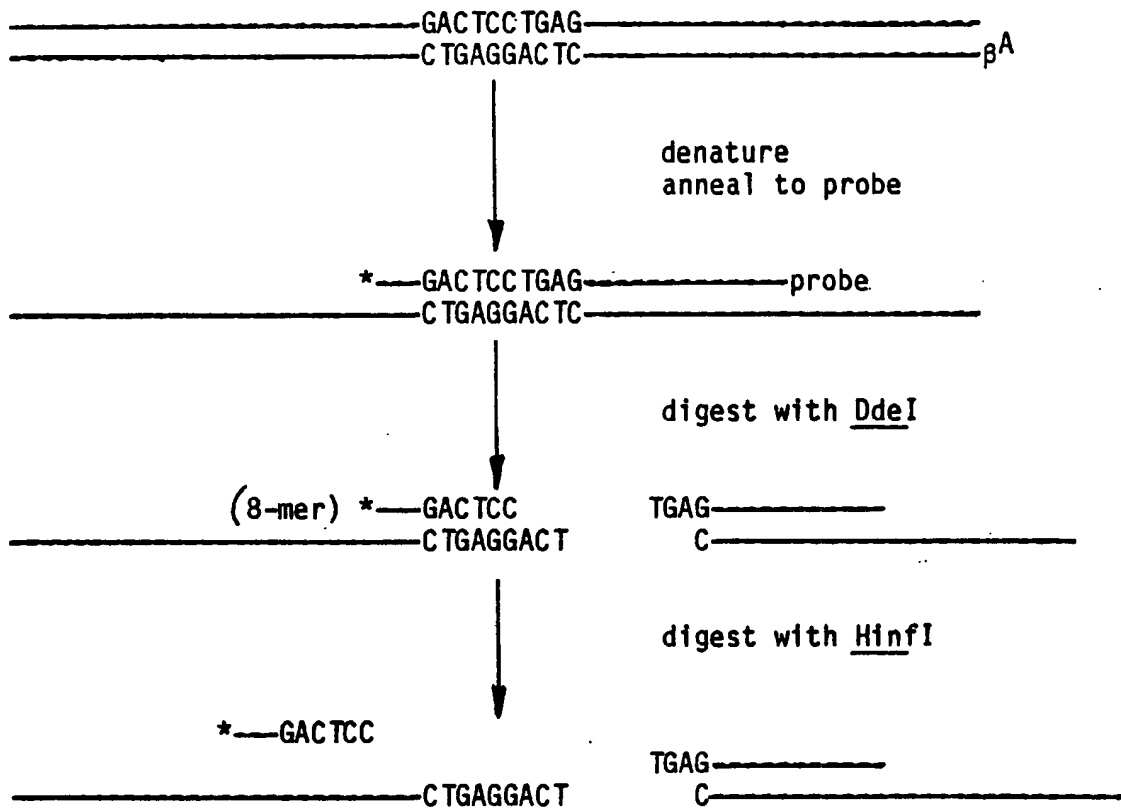 GACTCCTGAG
CTGAGGACTC βA
denature
anneal to probe
*GACTCCTGAG probe
CTGAGGACTC
digest with DdeI
(8-mer) *GACTCC TGAG
CTGAGGACT C
digest with HinfI
*GACTCC
TGAG
CTGAGGACT C